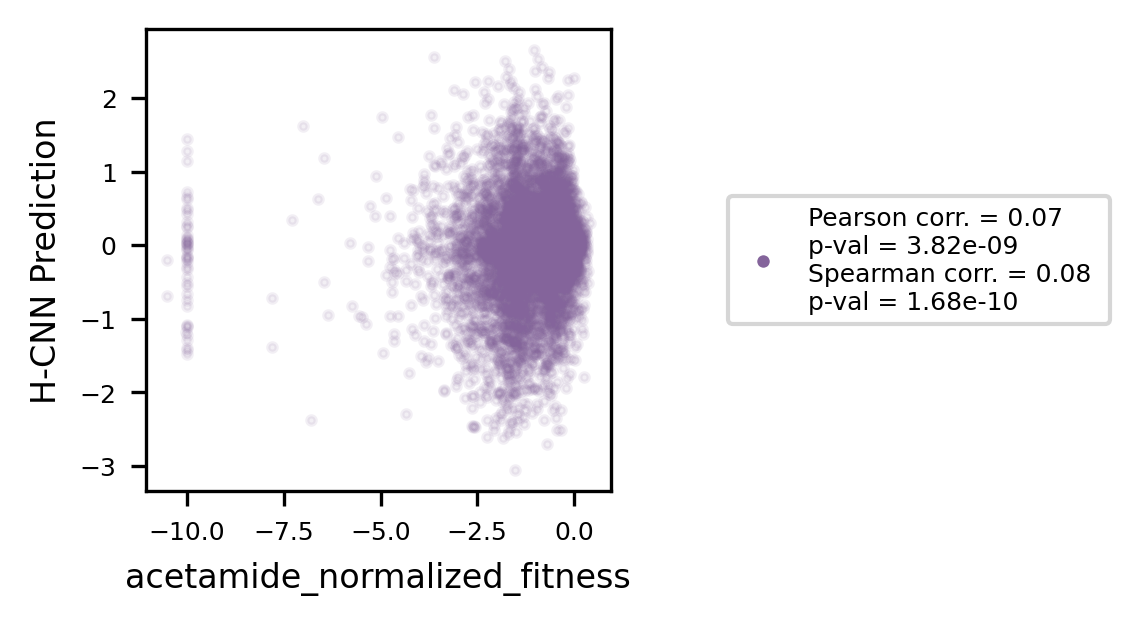 H-CNN Prediction
2
1
0
−1
−2
−3
−10.0 −7.5 −5.0 −2.5 0.0
acetamide_normalized_fitness
Pearson corr. = 0.07
p-val = 3.82e-09
Spearman corr. = 0.08
p-val = 1.68e-10